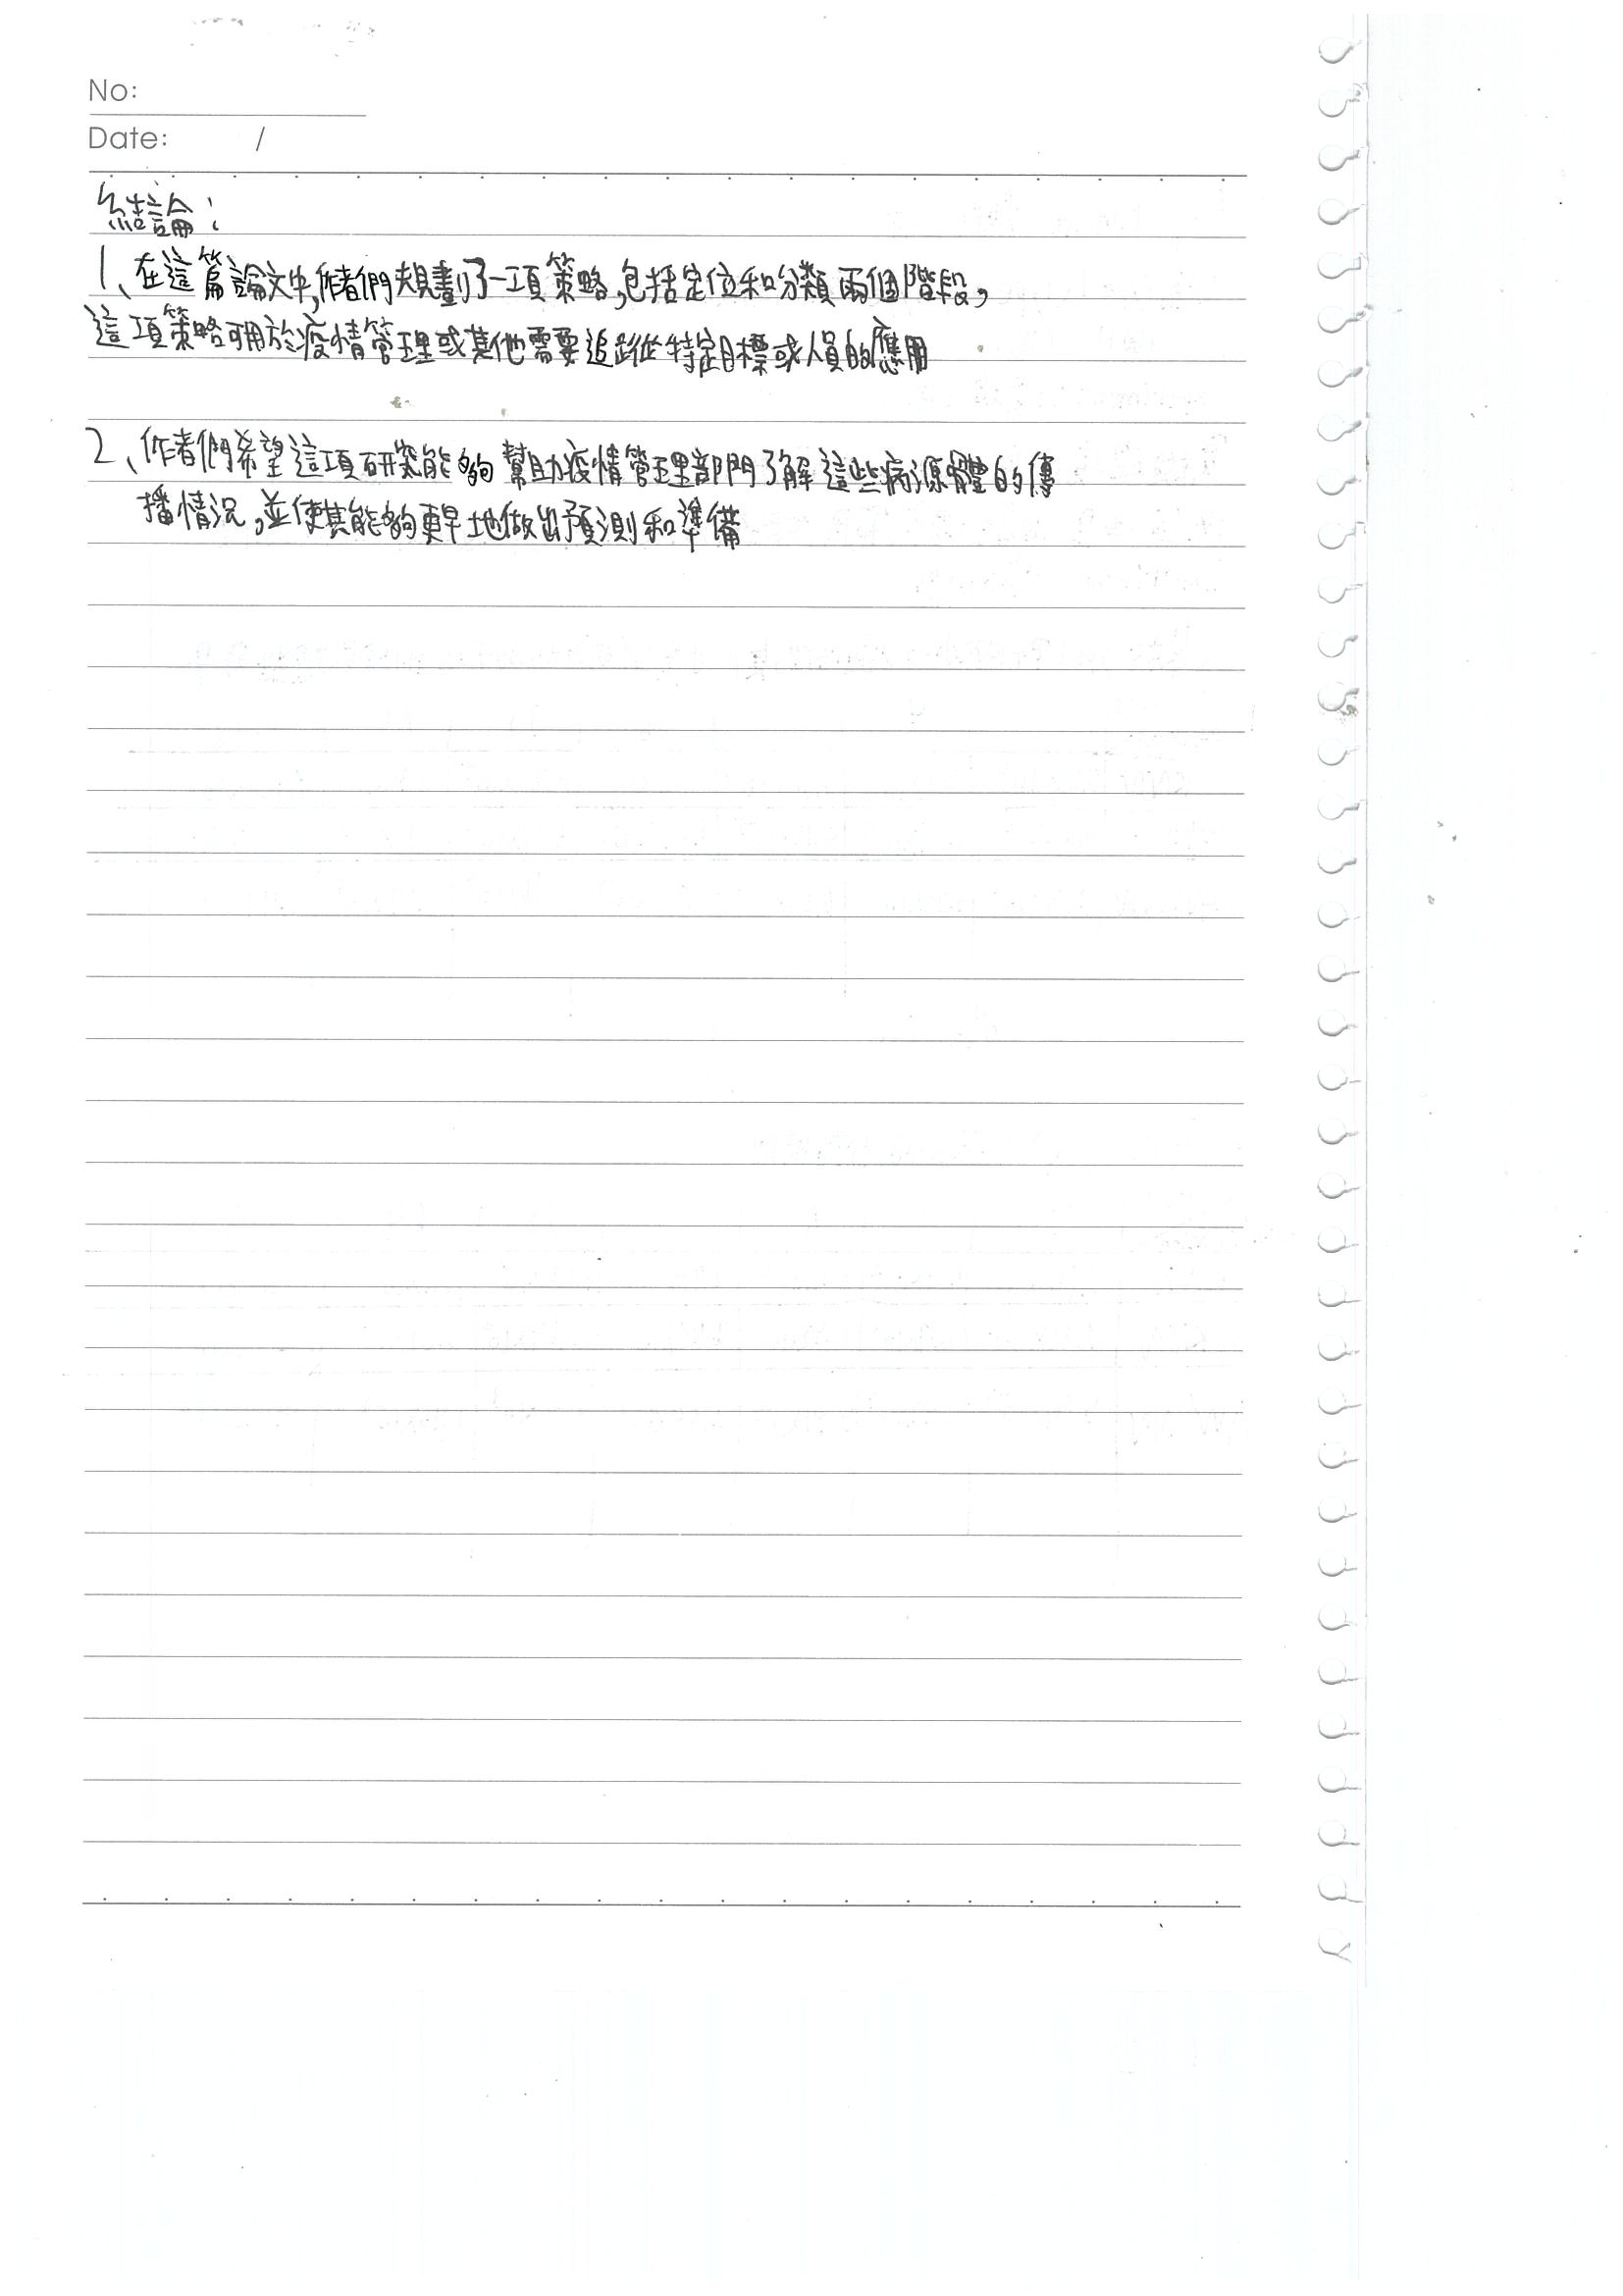 No:
Date: /
結論：
1、在這篇論文中,作者們規劃了一項策略,包括定位和分類兩個階段,
這項策略可用於疫情管理或其他需要追蹤特定目標或人員的應用
2、作者們希望這項研究能夠幫助疫情管理部門了解這些病源體的傳
播情況,並使其能夠更早地做出預測和準備